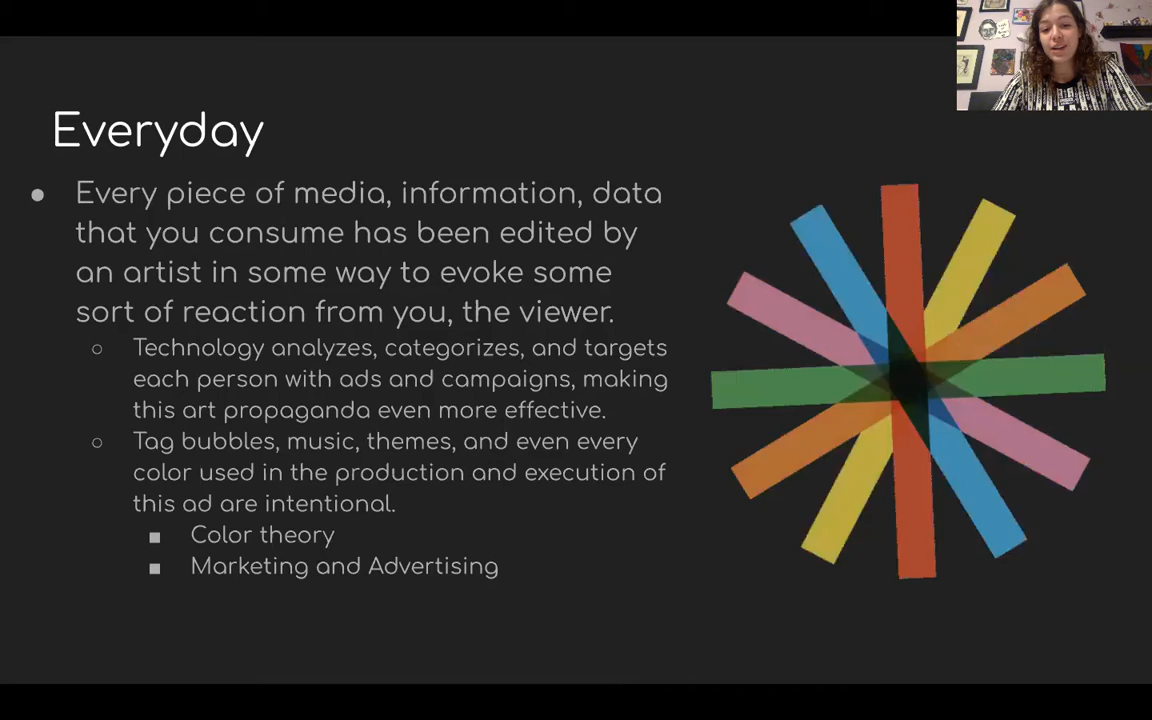 Everyday
● Every piece of media, information, data
that you consume has been edited by
an artist in some way to evoke some
sort of reaction from you, the viewer.
○ Technology analyzes, categorizes, and targets
each person with ads and campaigns, making
this art propaganda even more effective.
○ Tag bubbles, music, themes, and even every
color used in the production and execution of
this ad are intentional.
■ Color theory
■ Marketing and Advertising